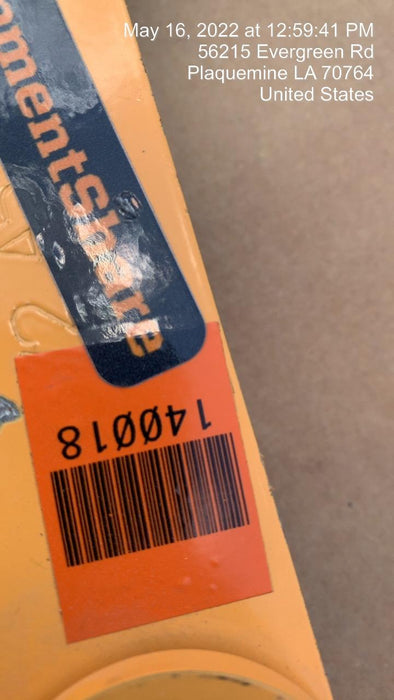 May 16, 2022 at 12:59:41 PM
56215 Evergreen Rd
Plaquemine LA 70764
United States
mentShare
140018